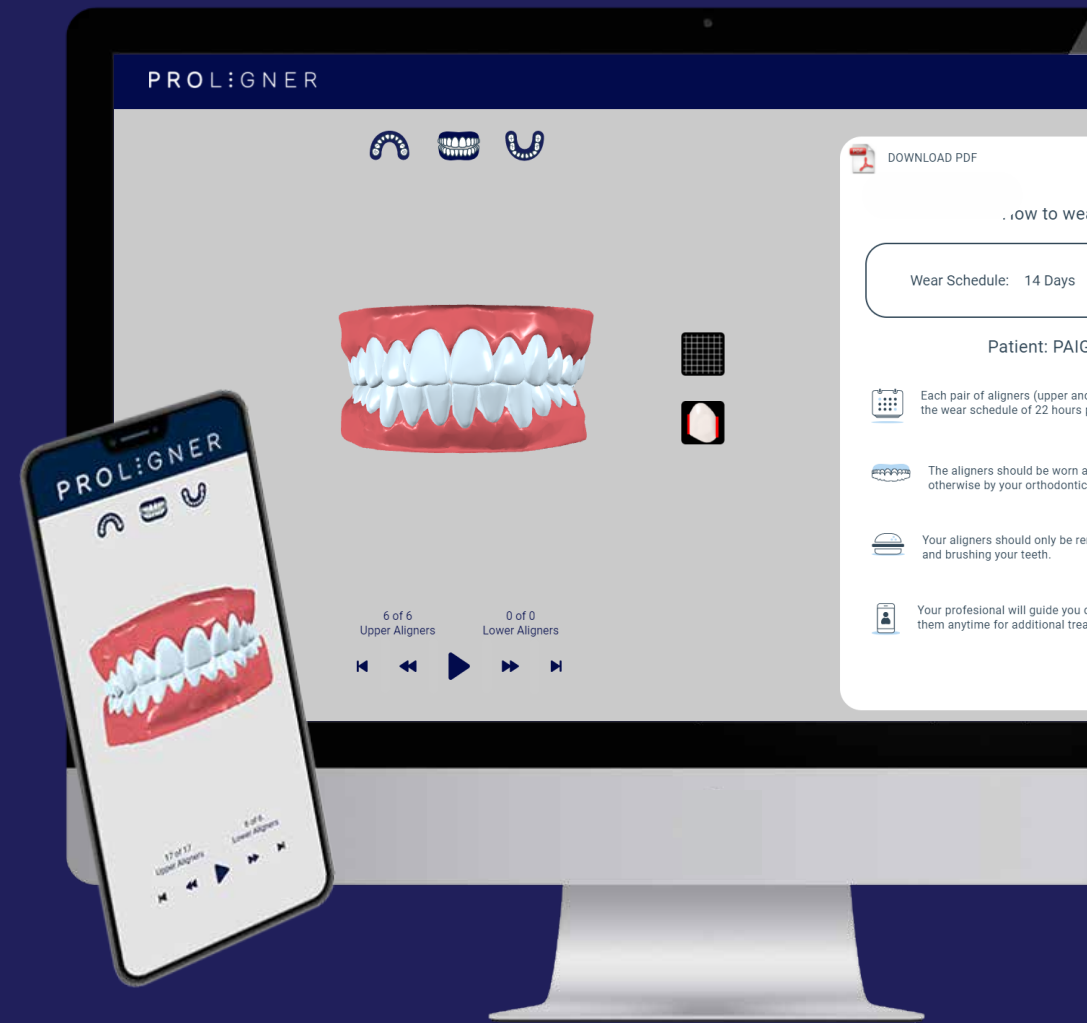 PROLIGNER
DOWNLOAD PDF
ow to wea
Wear Schedule: 14 Days
Patient: PAIG
Each pair of aligners (upper and
the wear schedule of 22 hours p
The aligners should be worn a
otherwise by your orthodontic
Your aligners should only be re
and brushing your teeth.
Your profesional will guide you
them anytime for additional trea
6 of 6
Upper Aligners
0 of 0
Lower Aligners
PROLIGNER
17 of 17
Upper Aligners
6 of 6
Lower Aligners